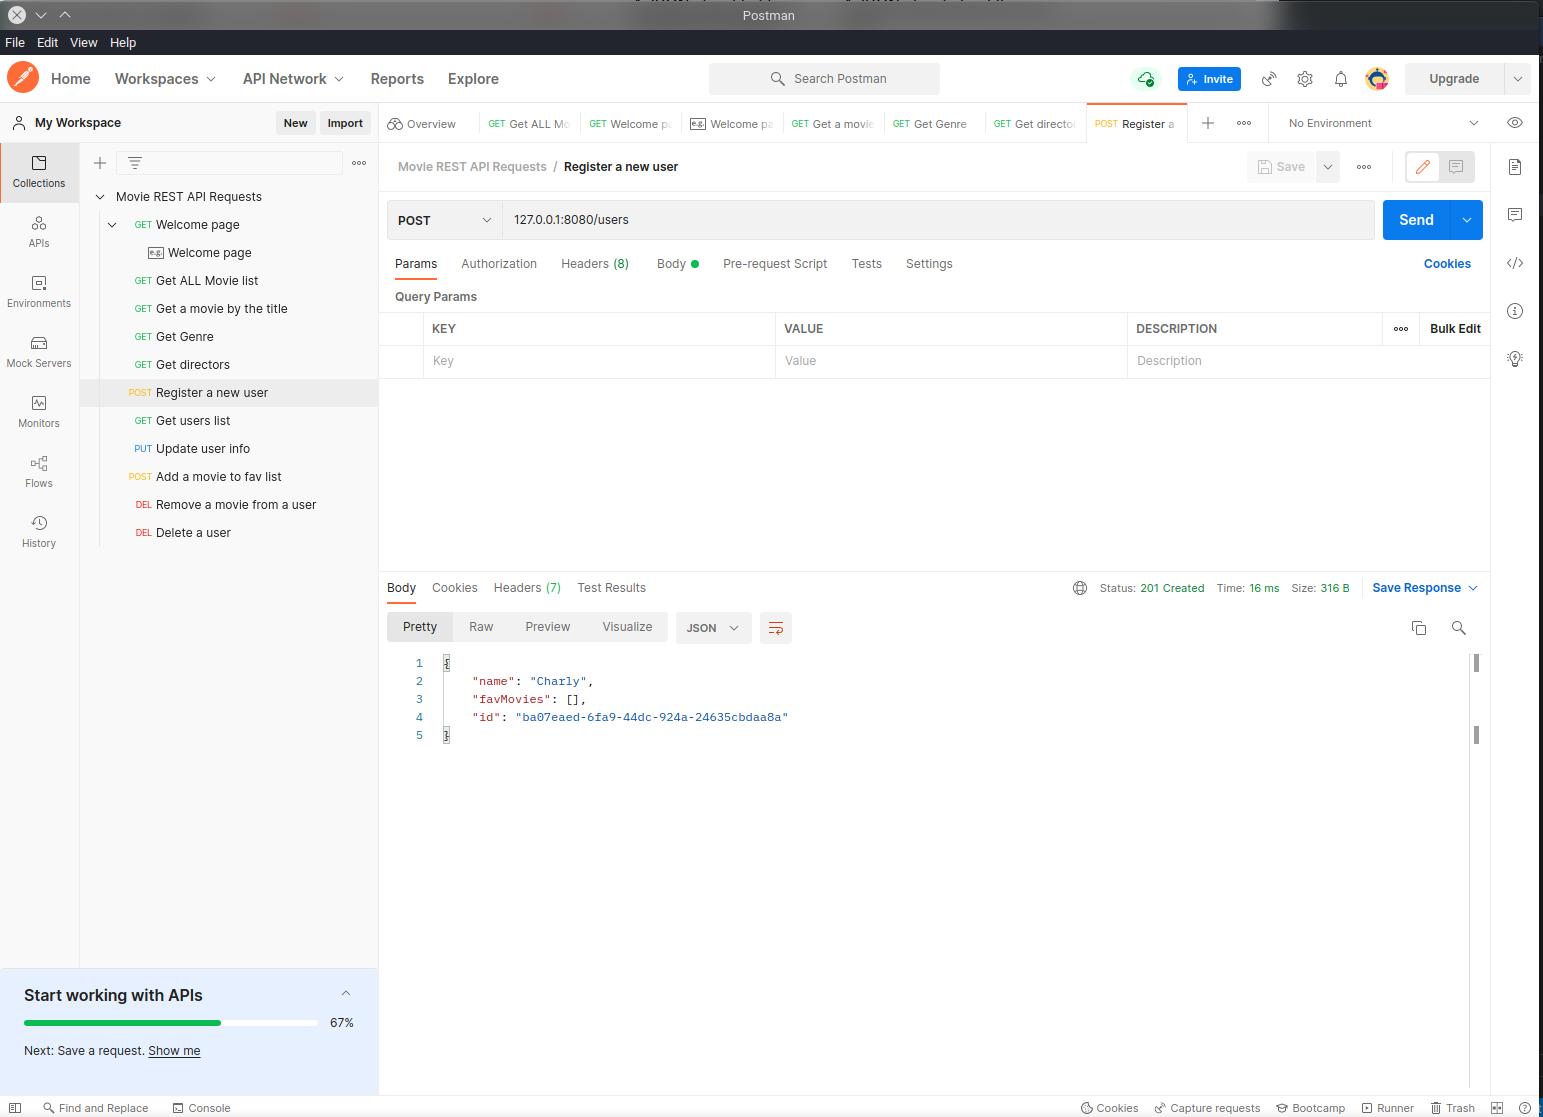 Postman
File Edit View Help
Home Workspaces API Network Reports Explore Search Postman Invite Upgrade
My Workspace New Import
Overview GET Get ALL Mo GET Welcome p e.g. Welcome pa GET Get a movie GET Get Genre GET Get directo POST Register a No Environment
Collections
APIs
Environments
Mock Servers
Monitors
Flows
History
Movie REST API Requests
GET Welcome page
e.g. Welcome page
GET Get ALL Movie list
GET Get a movie by the title
GET Get Genre
GET Get directors
POST Register a new user
GET Get users list
PUT Update user info
POST Add a movie to fav list
DEL Remove a movie from a user
DEL Delete a user
Movie REST API Requests / Register a new user Save
POST 127.0.0.1:8080/users Send
Params Authorization Headers (8) Body Pre-request Script Tests Settings Cookies
Query Params
KEY VALUE DESCRIPTION Bulk Edit
Key Value Description
Body Cookies Headers (7) Test Results Status: 201 Created Time: 16 ms Size: 316 B Save Response
Pretty Raw Preview Visualize JSON
1 {
2 "name": "Charly",
3 "favMovies": [],
4 "id": "ba07eaed-6fa9-44dc-924a-24635cbdaa8a"
5 }
Start working with APIs
67%
Next: Save a request. Show me
Find and Replace Console Cookies Capture requests Bootcamp Runner Trash